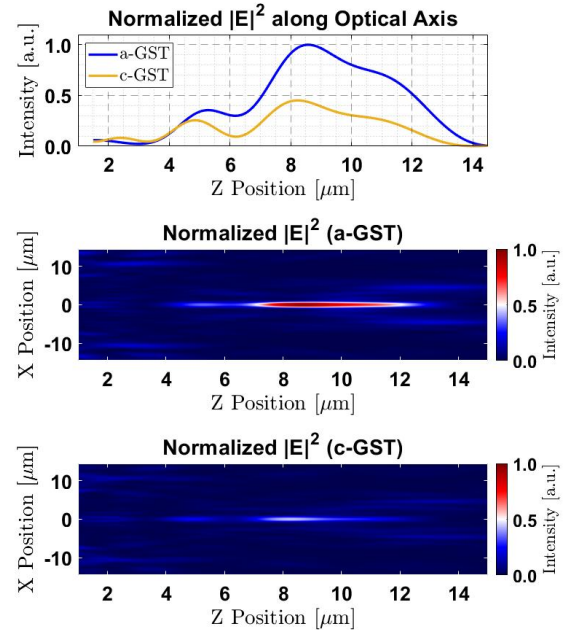 Normalized |E|² along Optical Axis
Intensity [a.u.]
1.0
0.5
0.0
a-GST
c-GST
2 4 6 8 10 12 14
Z Position [μm]
Normalized |E|² (a-GST)
X Position [μm]
10
0
-10
2 4 6 8 10 12 14
Z Position [μm]
1.0
0.5
0.0
Intensity [a.u.]
Normalized |E|² (c-GST)
X Position [μm]
10
0
-10
2 4 6 8 10 12 14
Z Position [μm]
1.0
0.5
0.0
Intensity [a.u.]